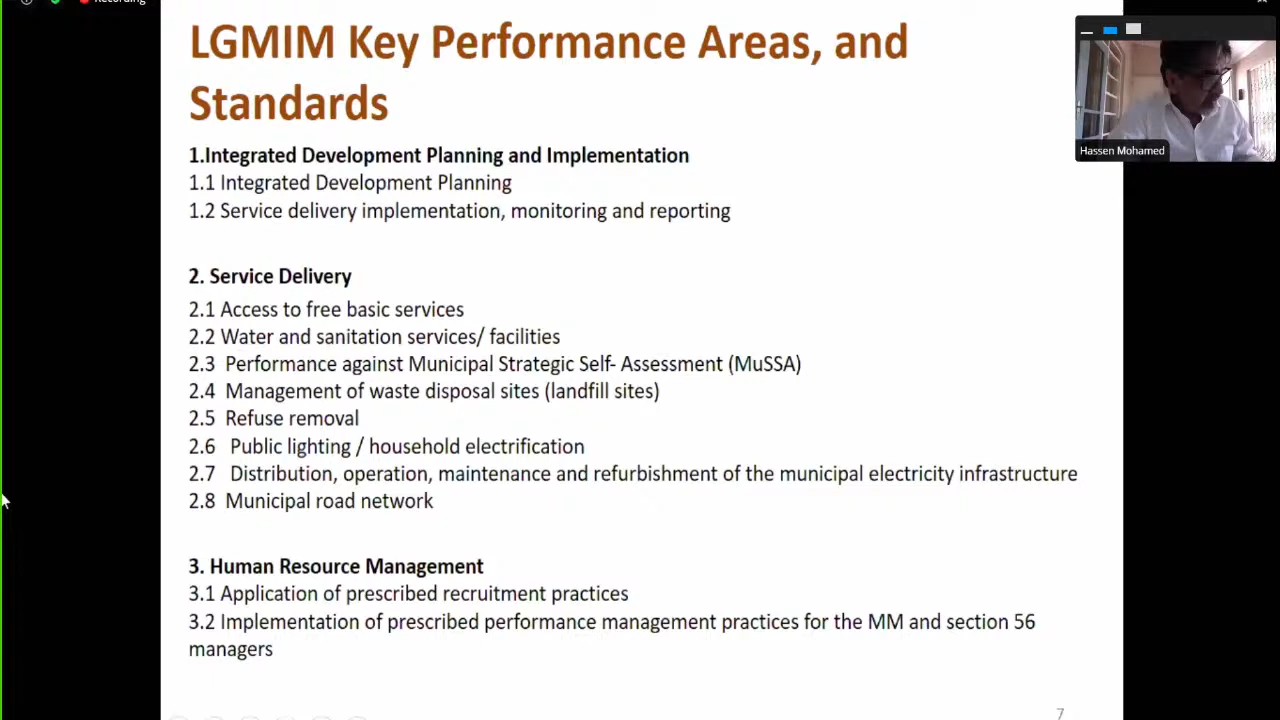 Recording
LGMIM Key Performance Areas, and
Standards
Hassen Mohamed
1.Integrated Development Planning and Implementation
1.1 Integrated Development Planning
1.2 Service delivery implementation, monitoring and reporting
2. Service Delivery
2.1 Access to free basic services
2.2 Water and sanitation services/ facilities
2.3  Performance against Municipal Strategic Self- Assessment (MuSSA)
2.4  Management of waste disposal sites (landfill sites)
2.5  Refuse removal
2.6   Public lighting / household electrification
2.7   Distribution, operation, maintenance and refurbishment of the municipal electricity infrastructure
2.8  Municipal road network
3. Human Resource Management
3.1 Application of prescribed recruitment practices
3.2 Implementation of prescribed performance management practices for the MM and section 56
managers
7